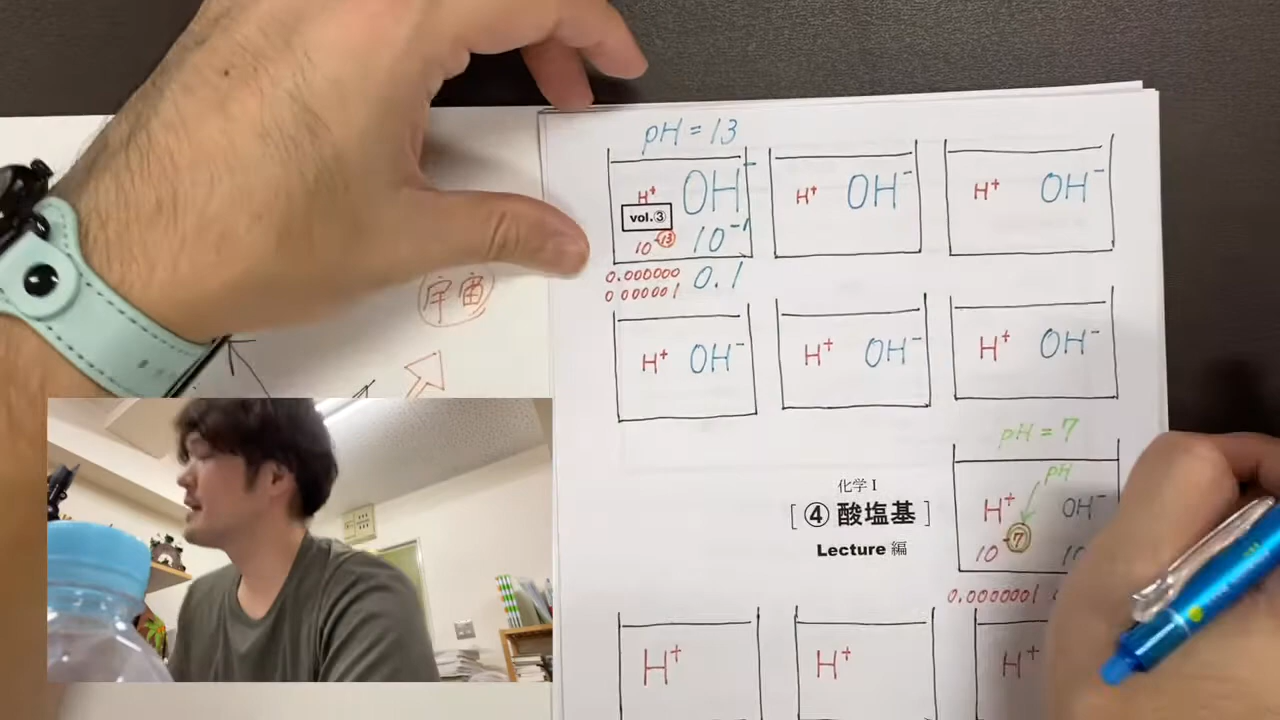 pH = 13
H⁺ OH⁻
vol.③
10⁻¹³ 10⁻¹
0.000000
0 000001
0.1
H⁺ OH⁻
H⁺ OH⁻
宇宙
H⁺ OH⁻
H⁺ OH⁻
H⁺ OH⁻
pH = 7
pH
H⁺ OH⁻
10⁻⁷ 10
0.0000001
化学 I
[ ④ 酸塩基 ]
Lecture 編
H⁺
H⁺
H⁺